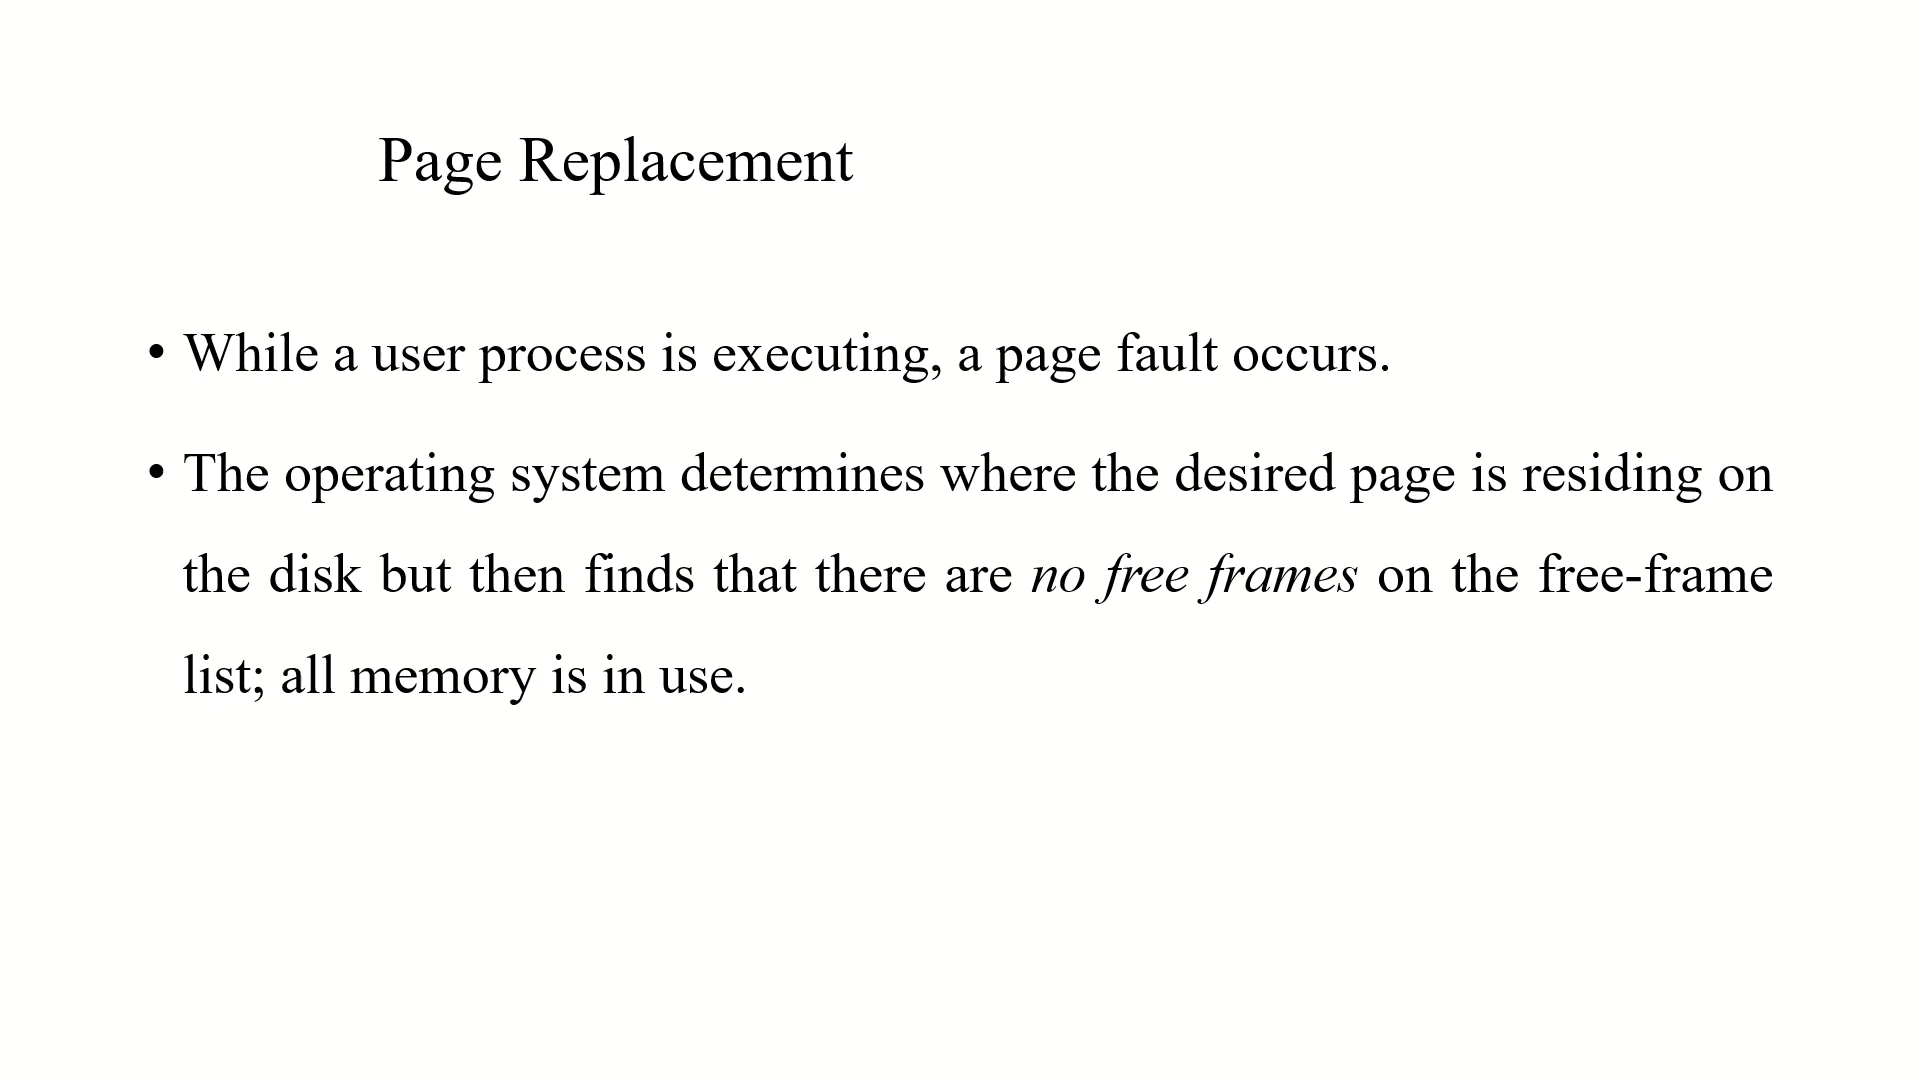 Page Replacement
• While a user process is executing, a page fault occurs.
• The operating system determines where the desired page is residing on
the disk but then finds that there are no free frames on the free-frame
list; all memory is in use.